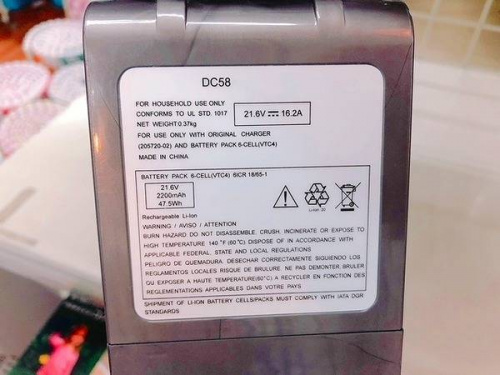 DC58
FOR HOUSEHOLD USE ONLY
CONFORMS TO UL STD. 1017
NET WEIGHT:0.37kg
21.6V ⎓ 16.2A
FOR USE ONLY WITH ORIGINAL CHARGER
(205720-02) AND BATTERY PACK 6-CELL(VTC4)
MADE IN CHINA
BATTERY PACK 6-CELL(VTC4) 6ICR 18/65-1
21.6V
2200mAh
47.5Wh
Li-Ion
Rechargeable Li-Ion
WARNING / AVISO / ATTENTION
BURN HAZARD DO NOT DISASSEMBLE. CRUSH, INCINERATE OR EXPOSE TO
HIGH TEMPERATURE 140 °F (60 °C). DISPOSE OF IN ACCORDANCE WITH
APPLICABLE FEDERAL, STATE AND LOCAL REGULATIONS.
PELIGRO DE QUEMADURA. DESECHAR CORRECTAMENTE SIGUIENDO LOS
REGULATIONS LOCALES RISQUE DE BRULURE. NE PAS DEMONTER, BRULER
QU EXPOSER A HAUTE TEMPERATURE(60°C) A RECYCLER EN FONCTION DES
REGLEMENTATIONS APPLICABLES DANS VOTRE PAYS
SHIPMENT OF LI-ION BATTERY CELLS/PACKS MUST COMPLY WITH IATA DGR-
STANDARDS